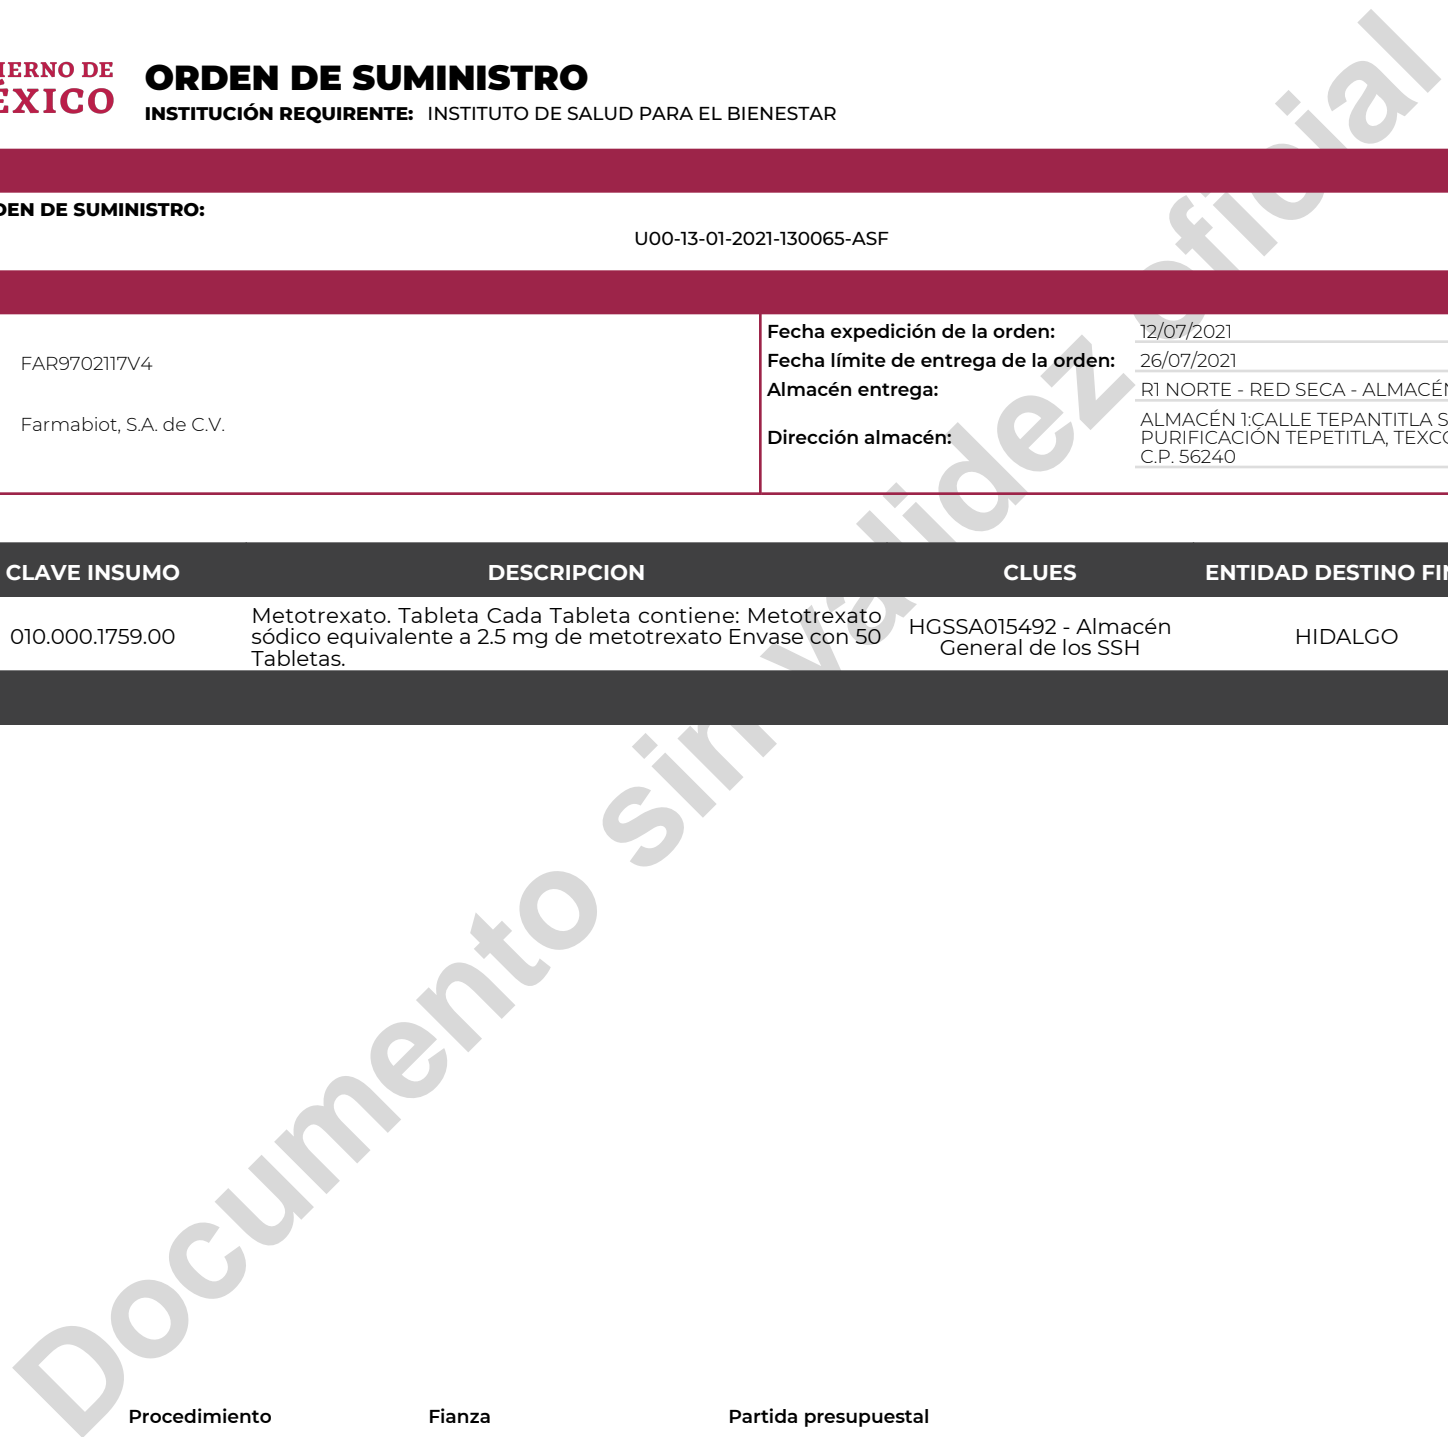 IERNO DE
ÉXICO
ORDEN DE SUMINISTRO
INSTITUCIÓN REQUIRENTE: INSTITUTO DE SALUD PARA EL BIENESTAR
DEN DE SUMINISTRO:
U00-13-01-2021-130065-ASF
FAR9702117V4
Farmabiot, S.A. de C.V.
Fecha expedición de la orden: 12/07/2021
Fecha límite de entrega de la orden: 26/07/2021
Almacén entrega: R1 NORTE - RED SECA - ALMACÉN
Dirección almacén: ALMACÉN 1:CALLE TEPANTITLA S
PURIFICACIÓN TEPETITLA, TEXCO
C.P. 56240
CLAVE INSUMO DESCRIPCION CLUES ENTIDAD DESTINO FIN
010.000.1759.00
Metotrexato. Tableta Cada Tableta contiene: Metotrexato
sódico equivalente a 2.5 mg de metotrexato Envase con 50
Tabletas.
HGSSA015492 - Almacén
General de los SSH
HIDALGO
Documento sin validez oficial
Procedimiento Fianza Partida presupuestal